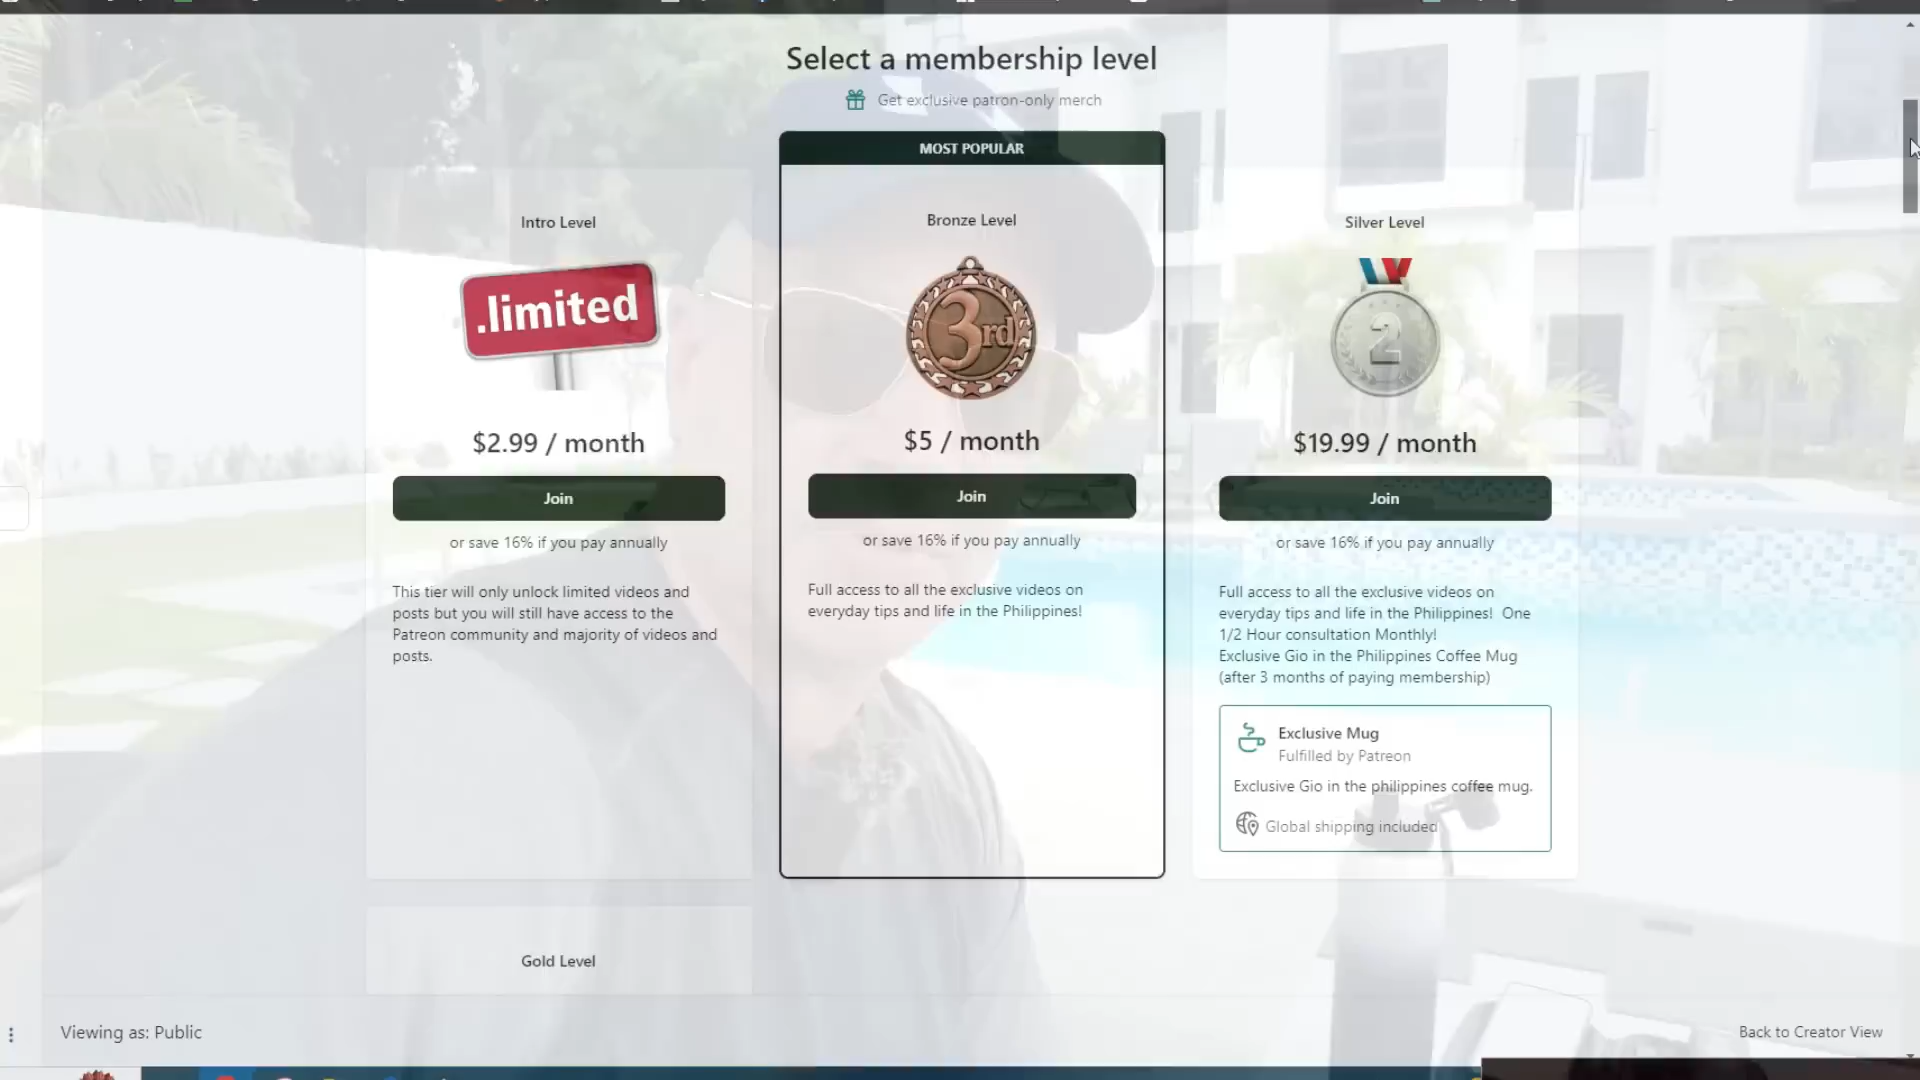 Select a membership level
Get exclusive patron-only merch
MOST POPULAR
Intro Level
.limited
$2.99 / month
Join
or save 16% if you pay annually
This tier will only unlock limited videos and
posts but you will still have access to the
Patreon community and majority of videos and
posts.
Bronze Level
3rd
$5 / month
Join
or save 16% if you pay annually
Full access to all the exclusive videos on
everyday tips and life in the Philippines!
Silver Level
2
$19.99 / month
Join
or save 16% if you pay annually
Full access to all the exclusive videos on
everyday tips and life in the Philippines! One
1/2 Hour consultation Monthly!
Exclusive Gio in the Philippines Coffee Mug
(after 3 months of paying membership)
Exclusive Mug
Fulfilled by Patreon
Exclusive Gio in the philippines coffee mug.
Global shipping included
Gold Level
Viewing as: Public
Back to Creator View